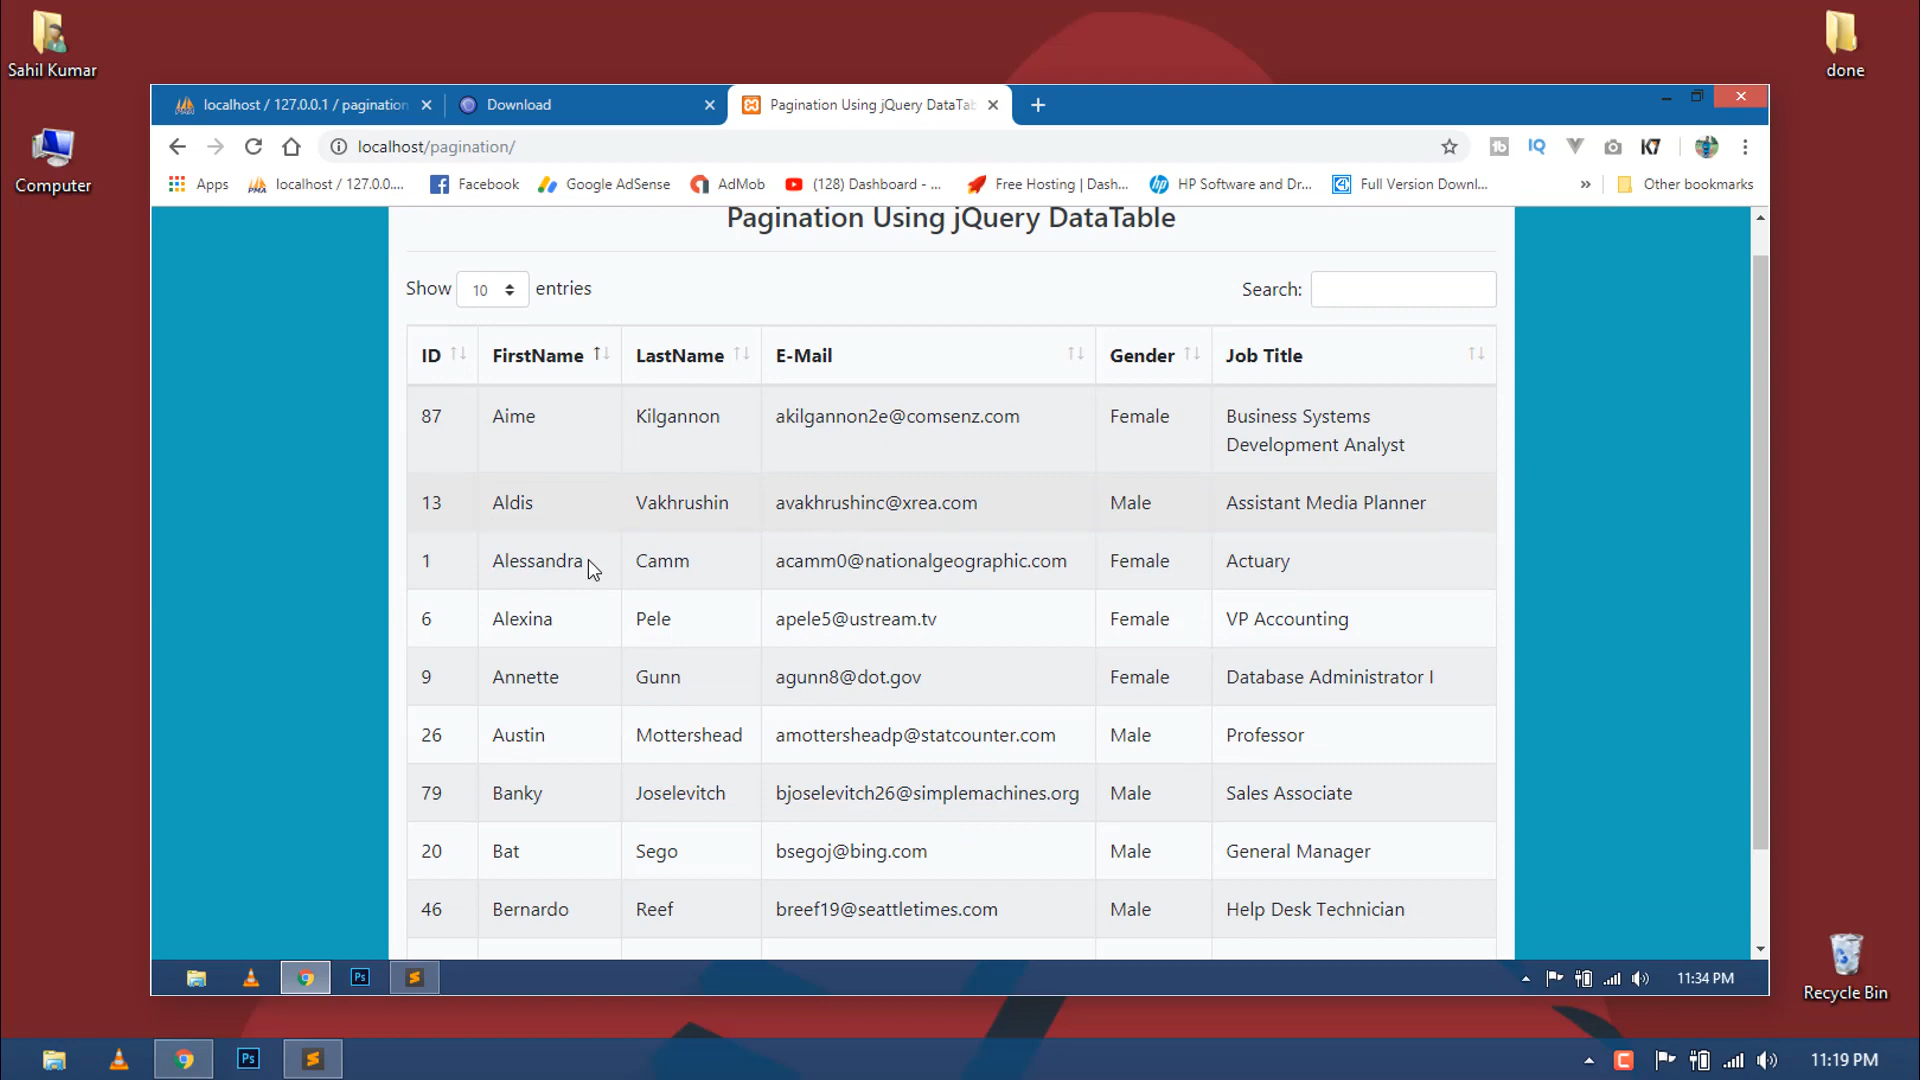 Sahil Kumar
done
Computer
Recycle Bin
localhost / 127.0.0.1 / pagination
Download
Pagination Using jQuery DataTab
localhost/pagination/
Apps
localhost / 127.0.0....
Facebook
Google AdSense
AdMob
(128) Dashboard - ...
Free Hosting | Dash...
HP Software and Dr...
Full Version Downl...
»
Other bookmarks
Pagination Using jQuery DataTable
Show 10 entries
Search:
ID FirstName LastName E-Mail Gender Job Title
87 Aime Kilgannon akilgannon2e@comsenz.com Female Business Systems
Development Analyst
13 Aldis Vakhrushin avakhrushinc@xrea.com Male Assistant Media Planner
1 Alessandra Camm acamm0@nationalgeographic.com Female Actuary
6 Alexina Pele apele5@ustream.tv Female VP Accounting
9 Annette Gunn agunn8@dot.gov Female Database Administrator I
26 Austin Mottershead amottersheadp@statcounter.com Male Professor
79 Banky Joselevitch bjoselevitch26@simplemachines.org Male Sales Associate
20 Bat Sego bsegoj@bing.com Male General Manager
46 Bernardo Reef breef19@seattletimes.com Male Help Desk Technician
Ps
11:34 PM
Ps
11:19 PM